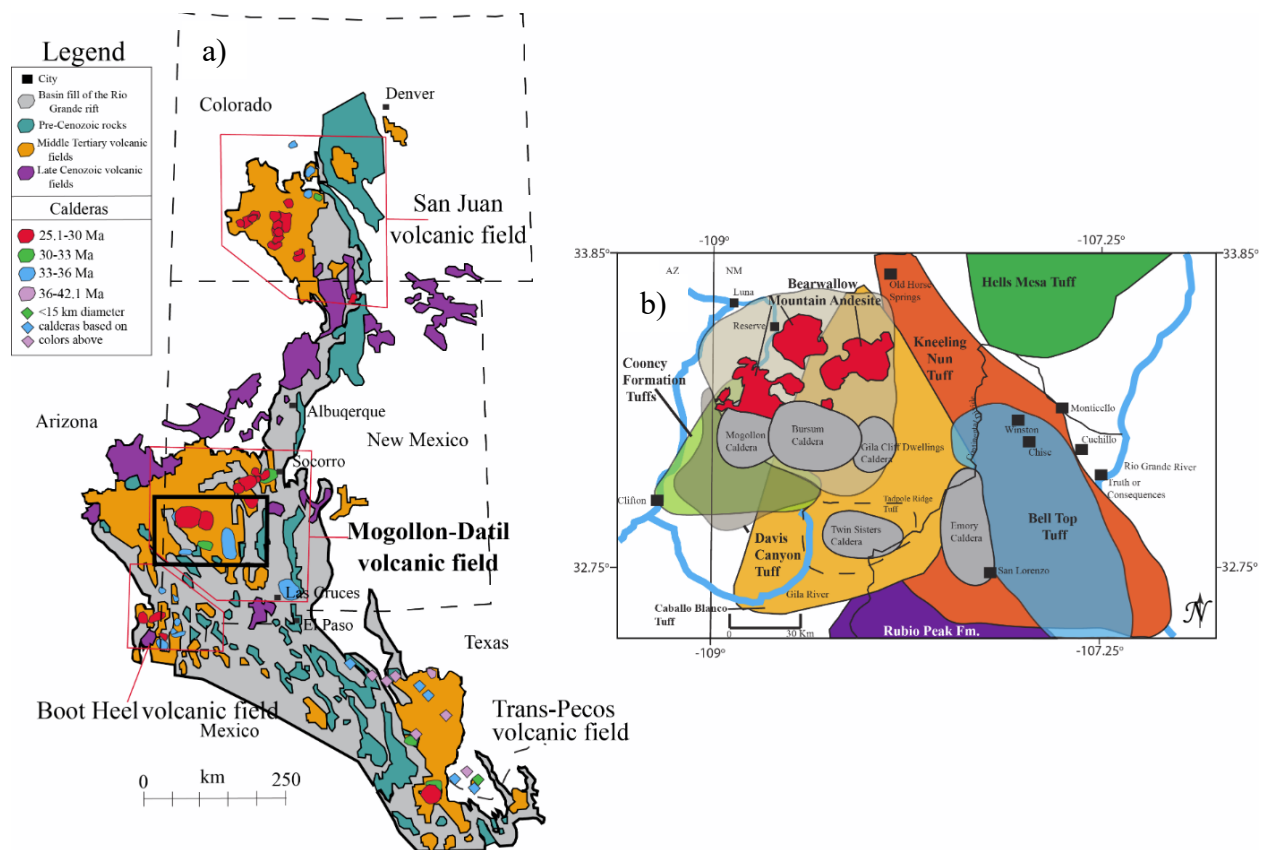 Legend
City
Basin fill of the Rio
Grande rift
Pre-Cenozoic rocks
Middle Tertiary volcanic
fields
Late Cenozoic volcanic
fields
Calderas
25.1-30 Ma
30-33 Ma
33-36 Ma
36-42.1 Ma
<15 km diameter
calderas based on
colors above
a)
Colorado
Denver
San Juan
volcanic field
Arizona
Albuqerque
New Mexico
Socorro
Mogollon-Datil
volcanic field
Las Cruces
El Paso
Texas
Boot Heel volcanic field
Mexico
Trans-Pecos
volcanic field
0 km 250
b)
-109°
-107.25°
33.85°
33.85°
AZ
NM
Luna
Reserve
Bearwallow
Mountain Andesite
Old Horse
Springs
Hells Mesa Tuff
Kneeling
Nun
Tuff
Cooney
Formation
Tuffs
Mogollon
Caldera
Bursum
Caldera
Gila Cliff Dwellings
Caldera
Continental Divide
Monticello
Winston
Chise
Cuchillo
Rio Grande River
Truth or
Consequences
Clifton
Tadpole Ridge
Tuff
Davis
Canyon
Tuff
Twin Sisters
Caldera
Emory
Caldera
Bell Top
Tuff
San Lorenzo
32.75°
32.75°
Gila River
Caballo Blanco
Tuff
0 30 Km
Rubio Peak Fm.
N
-109°
-107.25°